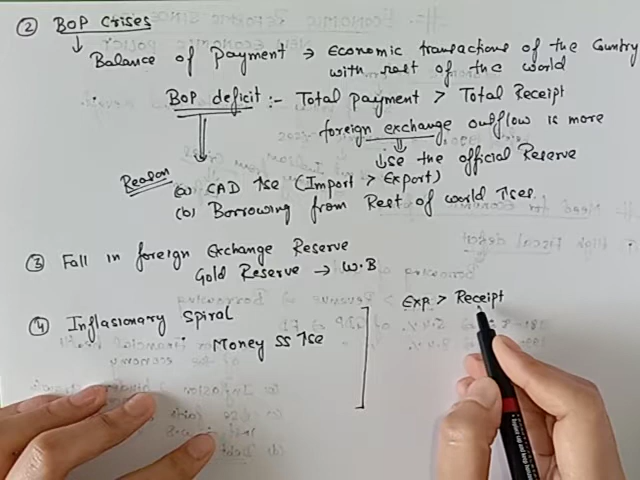 ② BOP Crises
↓
Balance of Payment → Economic transactions of the Country
with rest of the world
BOP deficit :- Total Payment > Total Receipt
foreign exchange outflow is more
↓se the official Reserve
Reason
(a) CAD ↑se (Import > Export)
(b) Borrowing from Rest of world ↑ses
③ Fall in foreign Exchange Reserve
Gold Reserve → W.B
④ Inflasionary Spiral
Money SS ↑se
Exp > Receipt